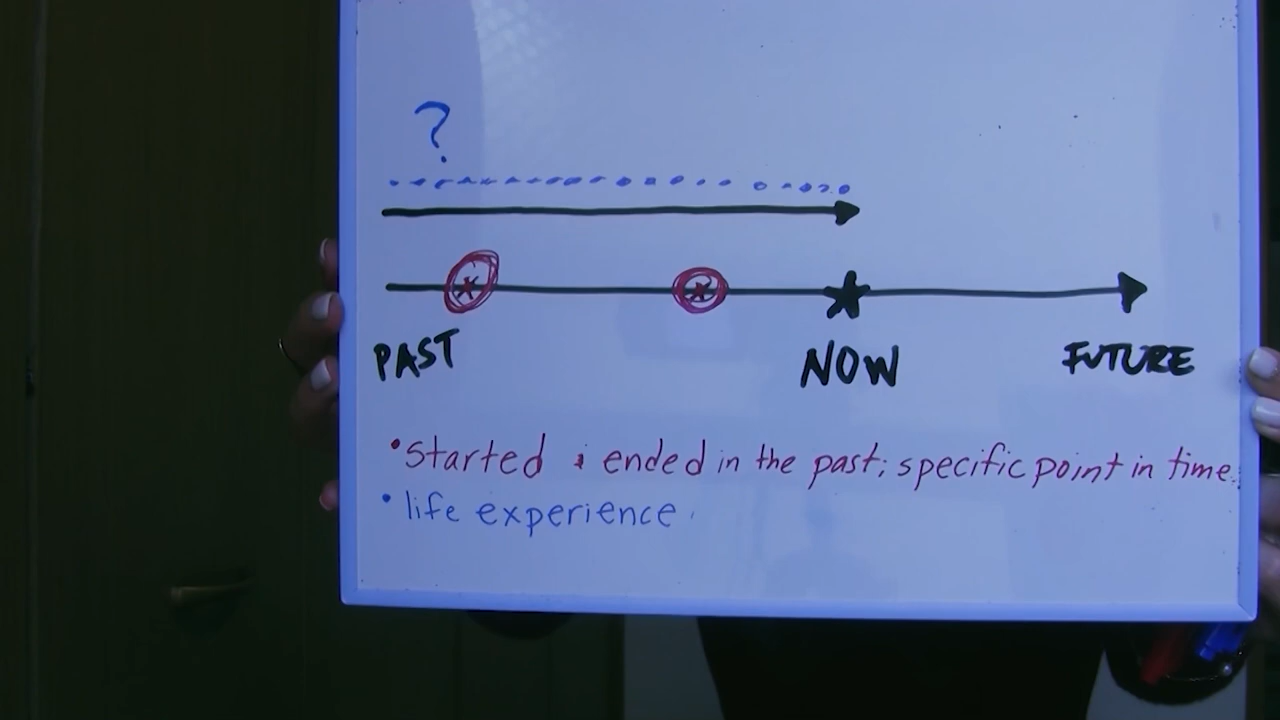 ?
PAST
NOW
FUTURE
• started & ended in the past; specific point in time.
• life experience